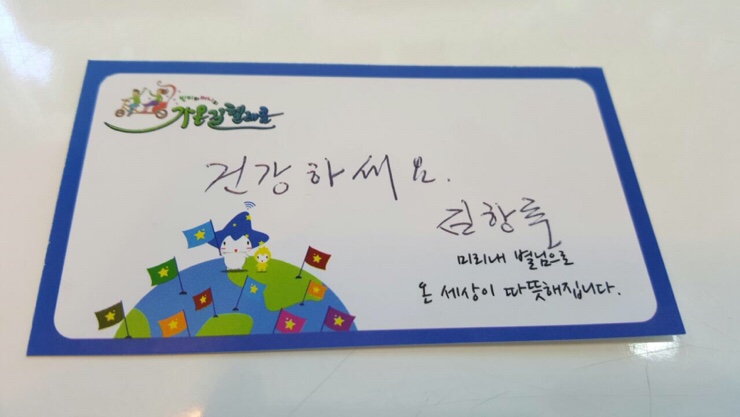 건강하세요.
김항록
미리내 별님으로
온 세상이 따뜻해집니다.